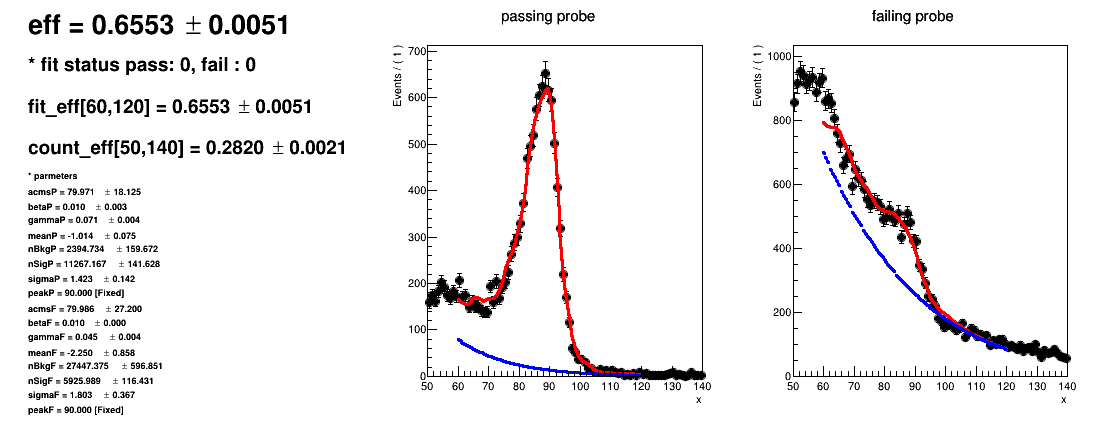 eff = 0.6553 ± 0.0051
* fit status pass: 0, fail : 0
fit_eff[60,120] = 0.6553 ± 0.0051
count_eff[50,140] = 0.2820 ± 0.0021
* parmeters
acmsP = 79.971 ± 18.125
betaP = 0.010 ± 0.003
gammaP = 0.071 ± 0.004
meanP = -1.014 ± 0.075
nBkgP = 2394.734 ± 159.672
nSigP = 11267.167 ± 141.628
sigmaP = 1.423 ± 0.142
peakP = 90.000 [Fixed]
acmsF = 79.986 ± 27.200
betaF = 0.010 ± 0.000
gammaF = 0.045 ± 0.004
meanF = -2.250 ± 0.858
nBkgF = 27447.375 ± 596.851
nSigF = 5925.989 ± 116.431
sigmaF = 1.803 ± 0.367
peakF = 90.000 [Fixed]
passing probe
Events / ( 1 )
700
600
500
400
300
200
100
0
50 60 70 80 90 100 110 120 130 140
x
failing probe
Events / ( 1 )
1000
800
600
400
200
0
50 60 70 80 90 100 110 120 130 140
x